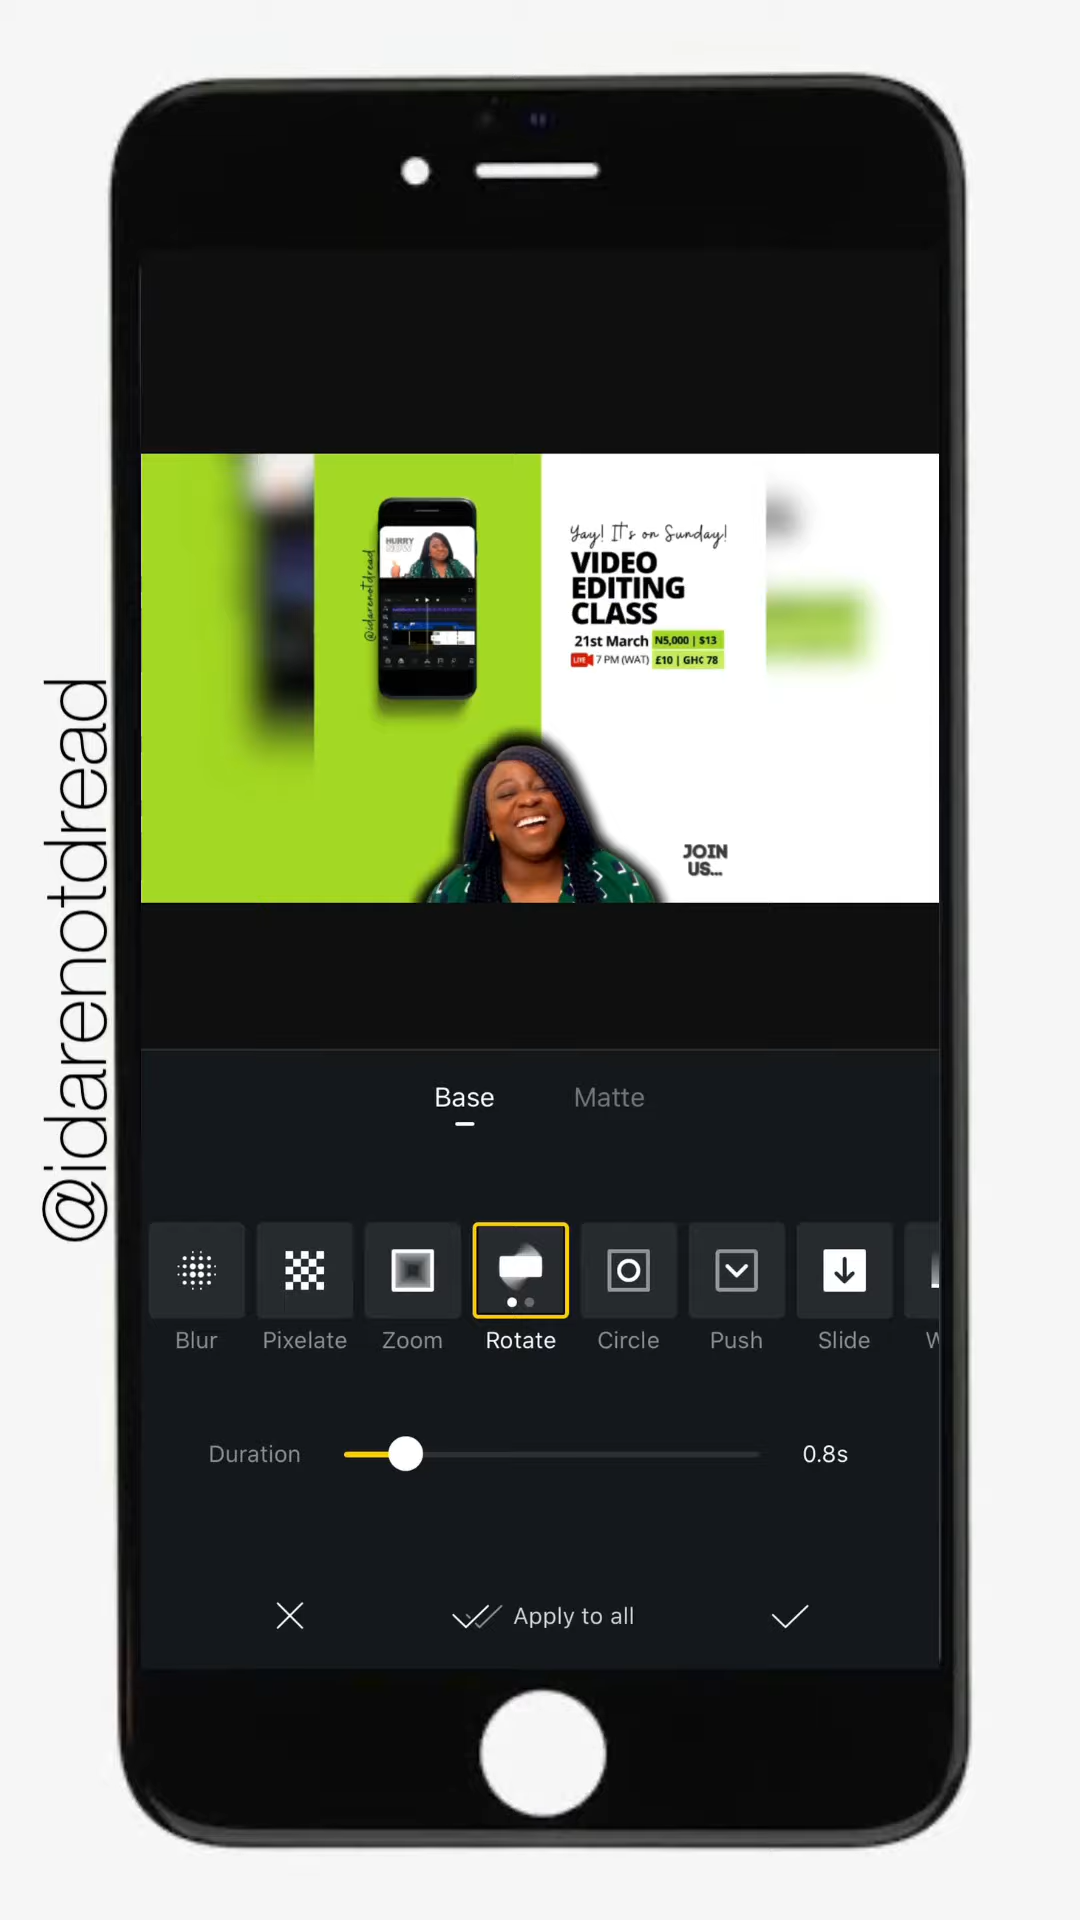 @idarenotdread
HURRY
NOW
@idarenotdread
Yay! It's on Sunday!
VIDEO
EDITING
CLASS
21st March N5,000 | $13
LIVE 7 PM (WAT) £10 | GH¢ 78
JOIN
US...
Base Matte
Blur Pixelate Zoom Rotate Circle Push Slide
Duration 0.8s
Apply to all